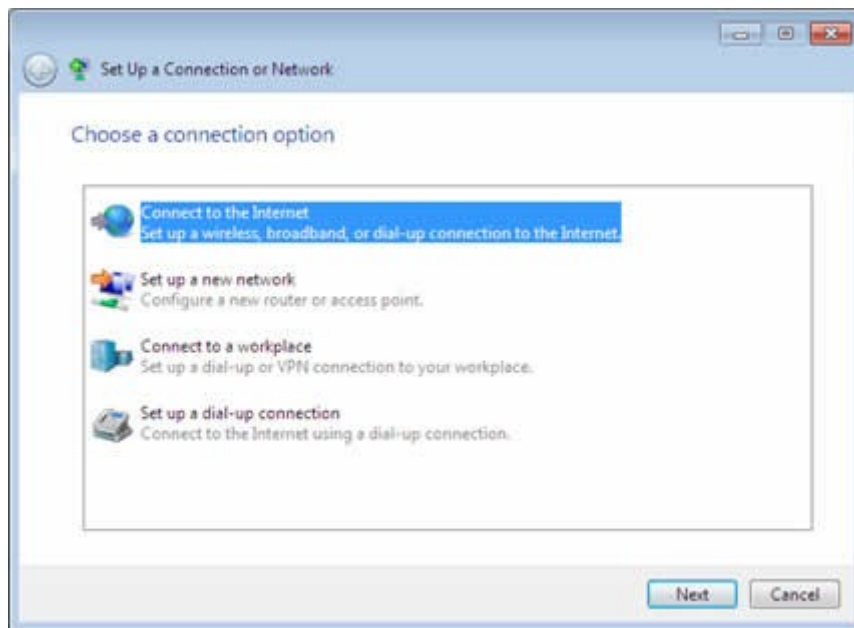 Set Up a Connection or Network
Choose a connection option
Connect to the Internet
Set up a wireless, broadband, or dial-up connection to the Internet.
Set up a new network
Configure a new router or access point.
Connect to a workplace
Set up a dial-up or VPN connection to your workplace.
Set up a dial-up connection
Connect to the Internet using a dial-up connection.
Next
Cancel